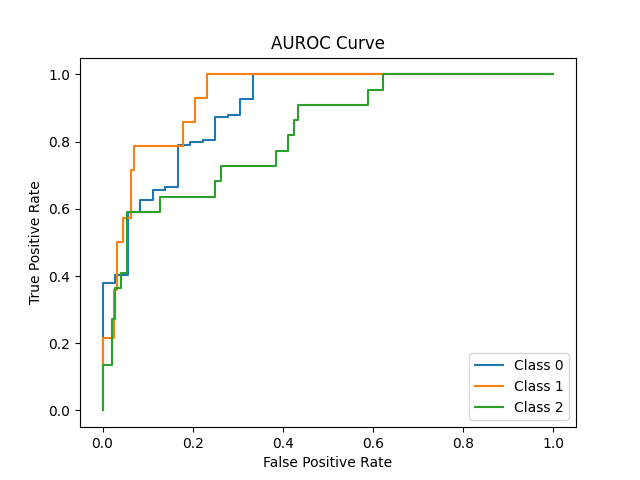 AUROC Curve
True Positive Rate
1.0
0.8
0.6
0.4
0.2
0.0
0.0 0.2 0.4 0.6 0.8 1.0
False Positive Rate
Class 0
Class 1
Class 2